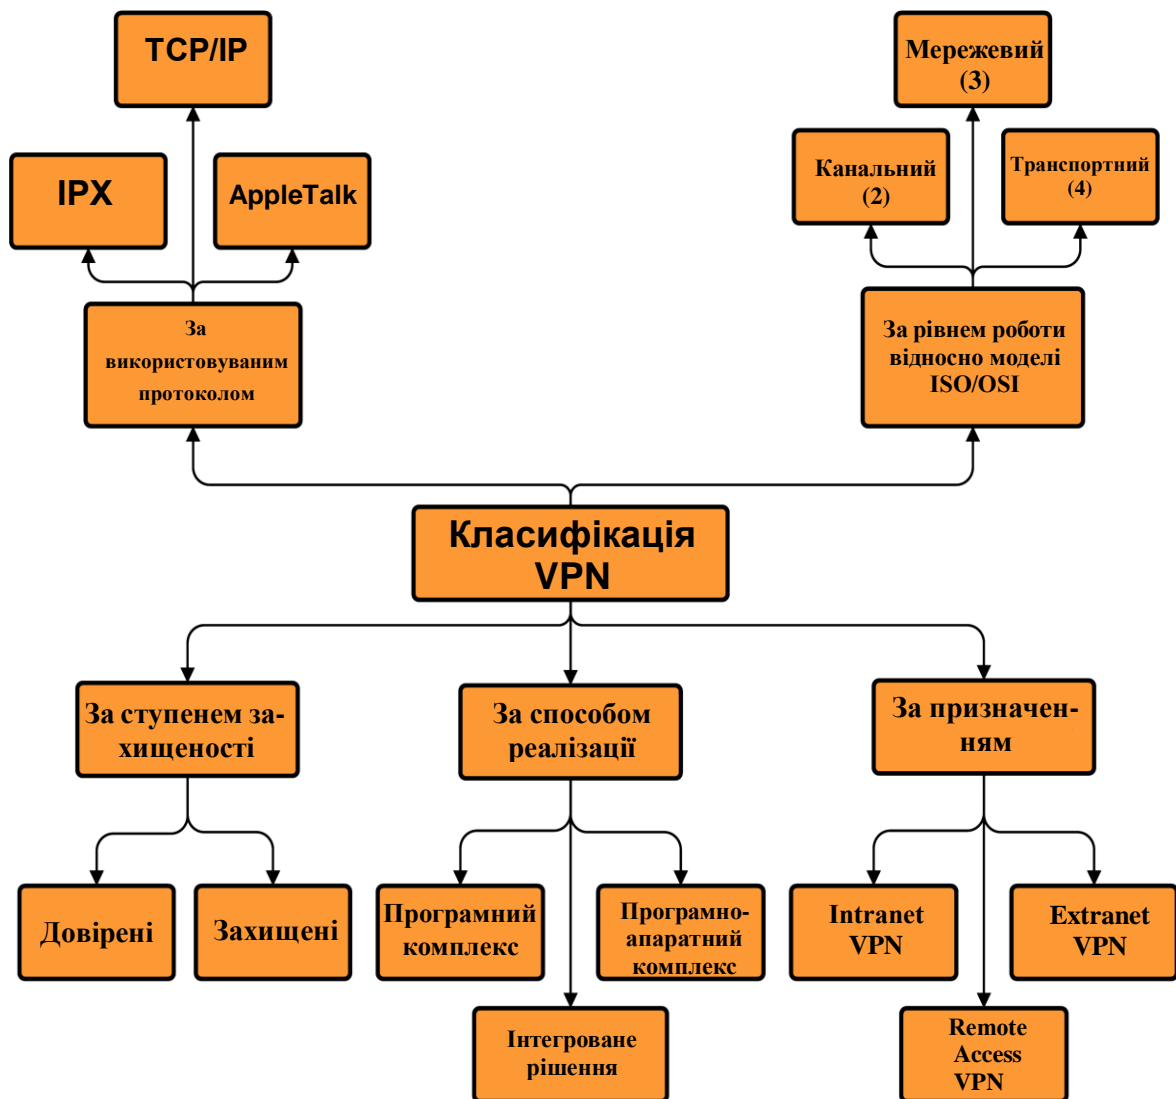 TCP/IP
Мережевий
(3)
IPX
AppleTalk
Канальний
(2)
Транспортний
(4)
За
використовуваним
протоколом
За рівнем роботи
відносно моделі
ISO/OSI
Класифікація
VPN
За ступенем за-
хищеності
За способом
реалізації
За призначен-
ням
Довірені
Захищені
Програмний
комплекс
Програмно-
апаратний
комплекс
Intranet
VPN
Extranet
VPN
Інтегроване
рішення
Remote
Access
VPN